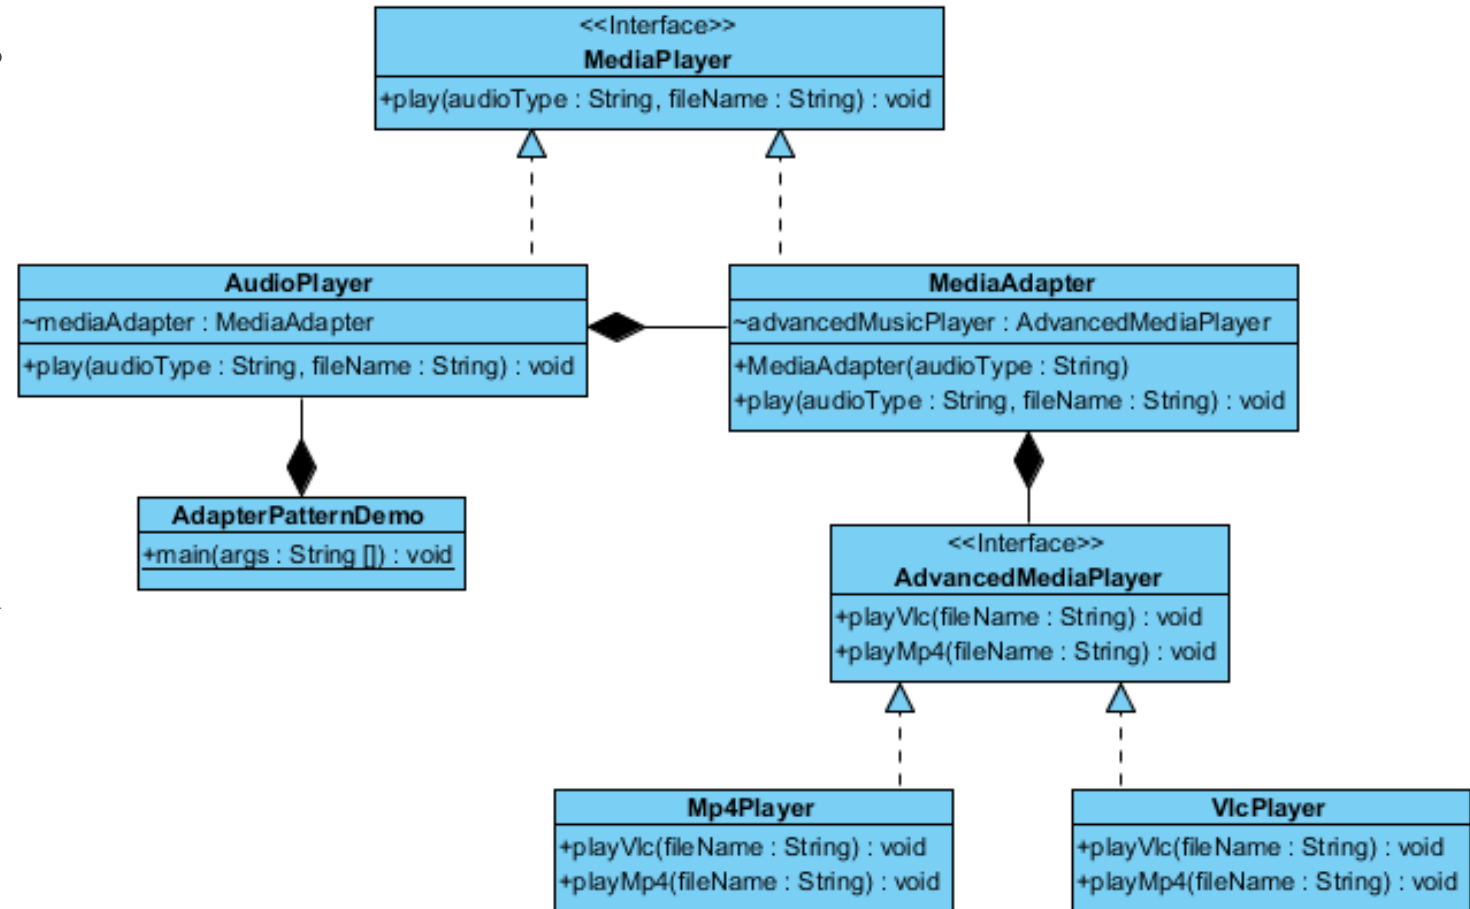 <<Interface>>
MediaPlayer
+play(audioType : String, fileName : String) : void
AudioPlayer
~mediaAdapter : MediaAdapter
+play(audioType : String, fileName : String) : void
MediaAdapter
~advancedMusicPlayer : AdvancedMediaPlayer
+MediaAdapter(audioType : String)
+play(audioType : String, fileName : String) : void
AdapterPatternDemo
+main(args : String []) : void
<<Interface>>
AdvancedMediaPlayer
+playVlc(fileName : String) : void
+playMp4(fileName : String) : void
Mp4Player
+playVlc(fileName : String) : void
+playMp4(fileName : String) : void
VlcPlayer
+playVlc(fileName : String) : void
+playMp4(fileName : String) : void